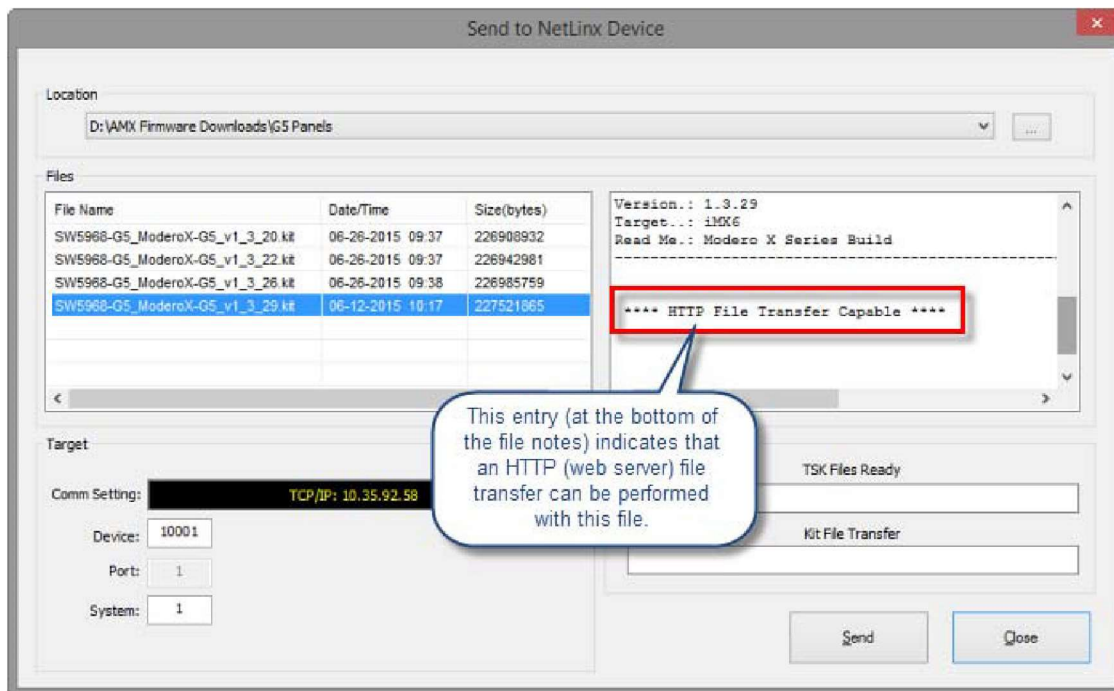 Send to NetLinx Device
Location
D:\AMX Firmware Downloads\G5 Panels
...
Files
File Name Date/Time Size(bytes)
SW5968-G5_ModeroX-G5_v1_3_20.kit 06-26-2015 09:37 226908932
SW5968-G5_ModeroX-G5_v1_3_22.kit 06-26-2015 09:37 226942981
SW5968-G5_ModeroX-G5_v1_3_26.kit 06-26-2015 09:38 226985759
SW5968-G5_ModeroX-G5_v1_3_29.kit 06-12-2015 10:17 227521865
Version.: 1.3.29
Target..: iMX6
Read Me.: Modero X Series Build
--------------------------------------------------
**** HTTP File Transfer Capable ****
This entry (at the bottom of
the file notes) indicates that
an HTTP (web server) file
transfer can be performed
with this file.
Target
Comm Setting: TCP/IP: 10.35.92.58
Device: 10001
Port: 1
System: 1
TSK Files Ready
Kit File Transfer
Send
Close